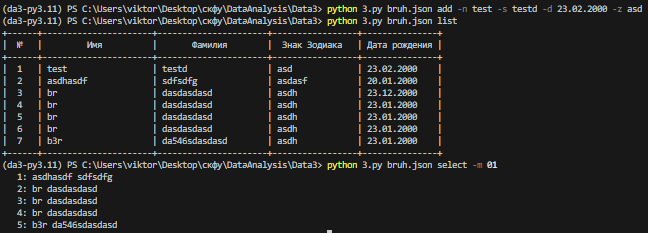 (da3-py3.11) PS C:\Users\viktor\Desktop\скфу\DataAnalysis\Data3> python 3.py bruh.json add -n test -s testd -d 23.02.2000 -z asd
(da3-py3.11) PS C:\Users\viktor\Desktop\скфу\DataAnalysis\Data3> python 3.py bruh.json list
+------+--------------------+--------------------+---------------+---------------+
| № | Имя | Фамилия | Знак Зодиака | Дата рождения |
+------+--------------------+--------------------+---------------+---------------+
| 1 | test | testd | asd | 23.02.2000 |
| 2 | asdhasdf | sdfsdfg | asdasf | 20.01.2000 |
| 3 | br | dasdasdasd | asdh | 23.12.2000 |
| 4 | br | dasdasdasd | asdh | 23.01.2000 |
| 5 | br | dasdasdasd | asdh | 23.01.2000 |
| 6 | br | dasdasdasd | asdh | 23.01.2000 |
| 7 | b3r | da546sdasdasd | asdh | 23.01.2000 |
+------+--------------------+--------------------+---------------+---------------+
(da3-py3.11) PS C:\Users\viktor\Desktop\скфу\DataAnalysis\Data3> python 3.py bruh.json select -m 01
1: asdhasdf sdfsdfg
2: br dasdasdasd
3: br dasdasdasd
4: br dasdasdasd
5: b3r da546sdasdasd